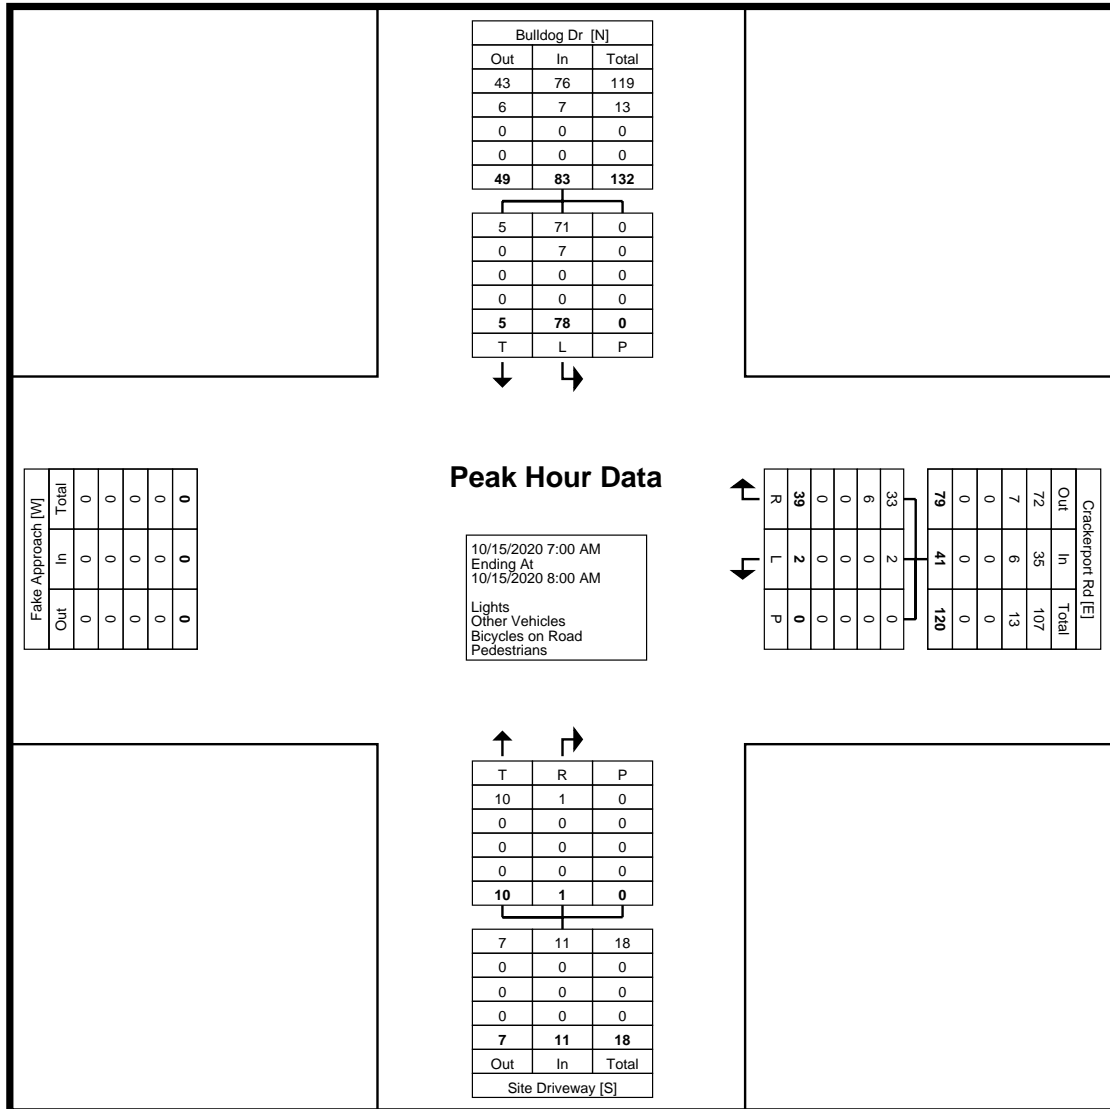 Bulldog Dr [N]
Out In Total
43 76 119
6 7 13
0 0 0
0 0 0
49 83 132
5 71 0
0 7 0
0 0 0
0 0 0
5 78 0
T L P
Fake Approach [W]
Total In Out
0 0 0
0 0 0
0 0 0
0 0 0
0 0 0
Peak Hour Data
10/15/2020 7:00 AM
Ending At
10/15/2020 8:00 AM
Lights
Other Vehicles
Bicycles on Road
Pedestrians
Crackerport Rd [E]
Out In Total
72 35 107
7 6 13
0 0 0
0 0 0
79 41 120
33 2 0
6 0 0
0 0 0
0 0 0
39 2 0
R L P
T R P
10 1 0
0 0 0
0 0 0
0 0 0
10 1 0
7 11 18
0 0 0
0 0 0
0 0 0
7 11 18
Out In Total
Site Driveway [S]